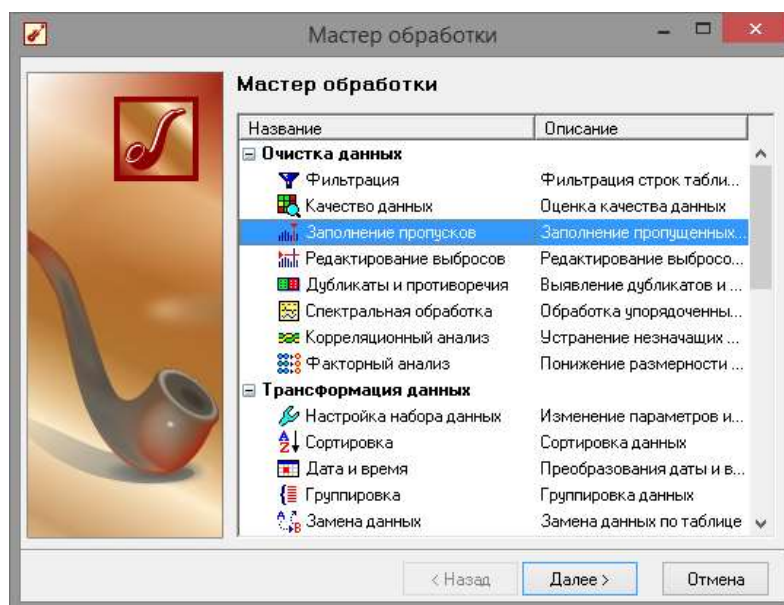 Мастер обработки
Мастер обработки
Название Описание
Очистка данных
Фильтрация Фильтрация строк табли...
Качество данных Оценка качества данных
Заполнение пропусков Заполнение пропущенных...
Редактирование выбросов Редактирование выбросо...
Дубликаты и противоречия Выявление дубликатов и ...
Спектральная обработка Обработка упорядоченны...
Корреляционный анализ Устранение незначащих ...
Факторный анализ Понижение размерности ...
Трансформация данных
Настройка набора данных Изменение параметров и...
Сортировка Сортировка данных
Дата и время Преобразования даты и в...
Группировка Группировка данных
Замена данных Замена данных по таблице
< Назад Далее > Отмена